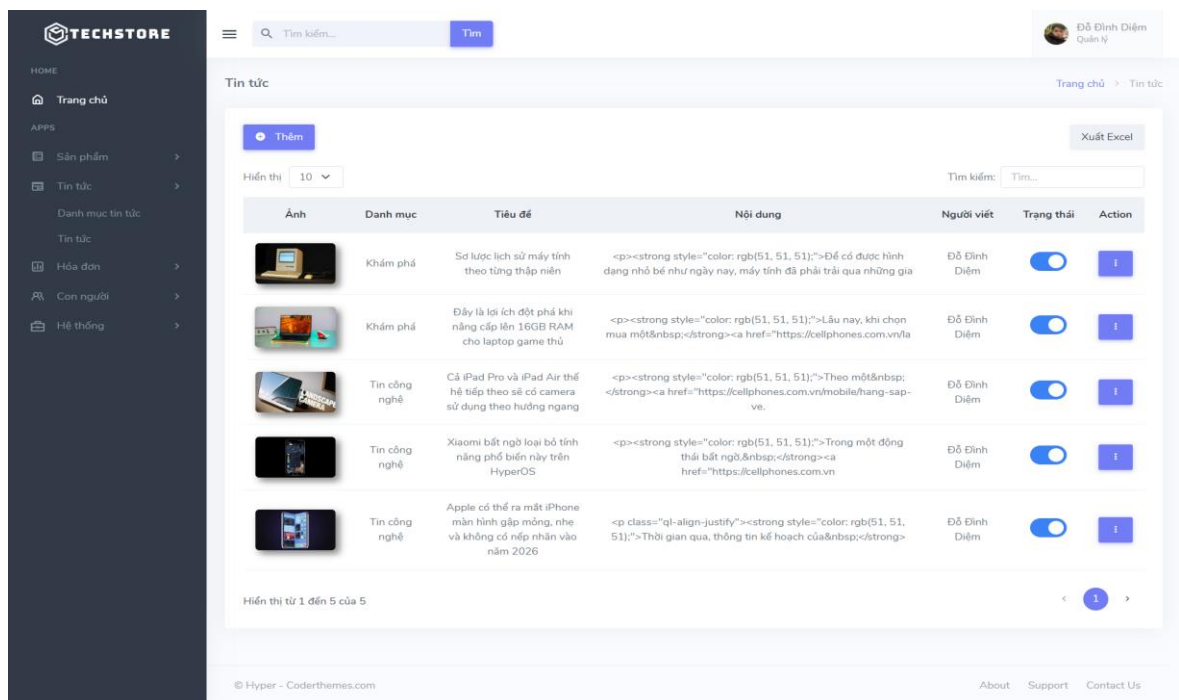 TECHSTORE
Tìm kiếm...
Tìm
Đỗ Đình Diệm
Quản lý
HOME
Trang chủ
APPS
Sản phẩm
Tin tức
Danh mục tin tức
Tin tức
Hóa đơn
Con người
Hệ thống
Tin tức
Trang chủ > Tin tức
Thêm
Xuất Excel
Hiển thị 10
Tìm kiếm: Tìm...
Ảnh Danh mục Tiêu đề Nội dung Người viết Trạng thái Action
Khám phá
Sơ lược lịch sử máy tính
theo từng thập niên
<p><strong style="color: rgb(51, 51, 51);">Để có được hình
dạng nhỏ bé như ngày nay, máy tính đã phải trải qua những gia
Đỗ Đình
Diệm
Khám phá
Đây là lợi ích đột phá khi
nâng cấp lên 16GB RAM
cho laptop game thủ
<p><strong style="color: rgb(51, 51, 51);">Lâu nay, khi chọn
mua một&nbsp;</strong><a href="https://cellphones.com.vn/la
Đỗ Đình
Diệm
LANDSCAPE
CAMERA
Tin công
nghệ
Cả iPad Pro và iPad Air thế
hệ tiếp theo sẽ có camera
sử dụng theo hướng ngang
<p><strong style="color: rgb(51, 51, 51);">Theo một&nbsp;
</strong><a href="https://cellphones.com.vn/mobile/hang-sap-
ve.
Đỗ Đình
Diệm
Tin công
nghệ
Xiaomi bất ngờ loại bỏ tính
năng phổ biến này trên
HyperOS
<p><strong style="color: rgb(51, 51, 51);">Trong một động
thái bất ngờ,&nbsp;</strong><a
href="https://cellphones.com.vn
Đỗ Đình
Diệm
Tin công
nghệ
Apple có thể ra mắt iPhone
màn hình gập mỏng, nhẹ
và không có nếp nhăn vào
năm 2026
<p class="ql-align-justify"><strong style="color: rgb(51, 51,
51);">Thời gian qua, thông tin kế hoạch của&nbsp;</strong>
Đỗ Đình
Diệm
Hiển thị từ 1 đến 5 của 5
< 1 >
© Hyper - Coderthemes.com
About Support Contact Us